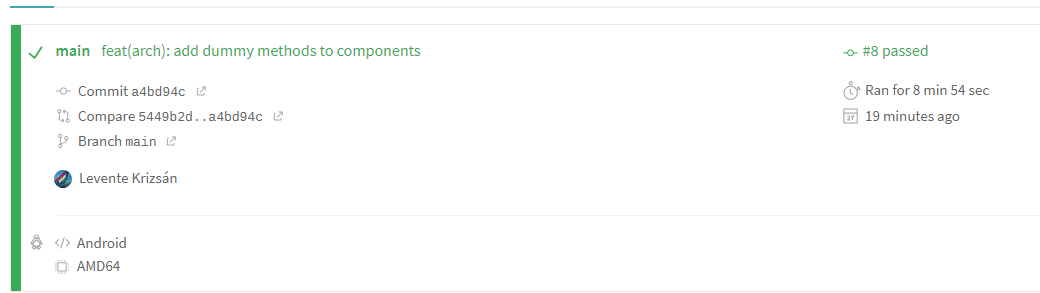 main feat(arch): add dummy methods to components
#8 passed
Commit a4bd94c
Ran for 8 min 54 sec
Compare 5449b2d..a4bd94c
19 minutes ago
Branch main
Levente Krizsán
Android
AMD64